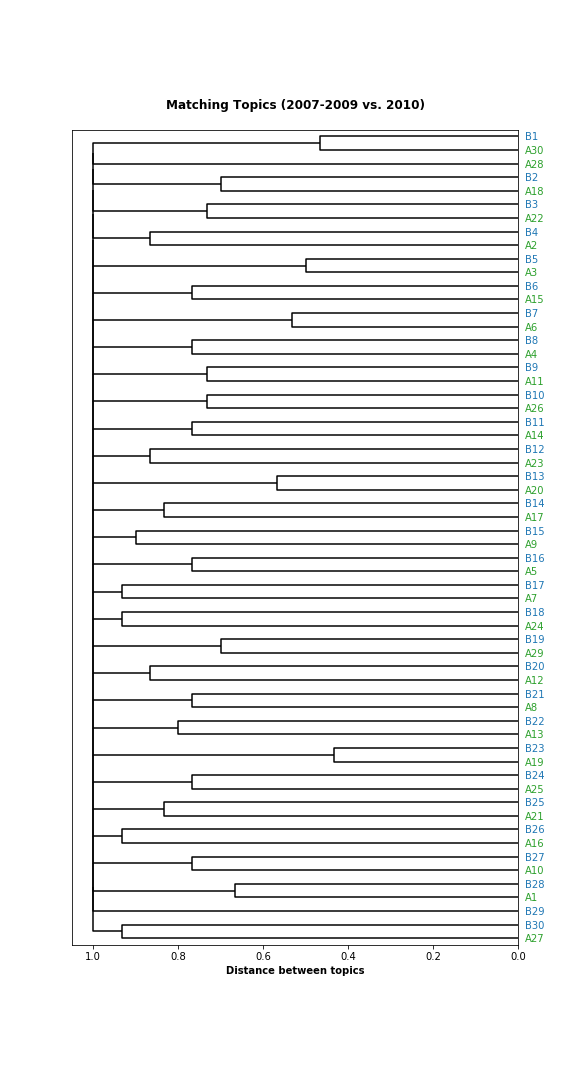 Matching Topics (2007-2009 vs. 2010)
B1
A30
A28
B2
A18
B3
A22
B4
A2
B5
A3
B6
A15
B7
A6
B8
A4
B9
A11
B10
A26
B11
A14
B12
A23
B13
A20
B14
A17
B15
A9
B16
A5
B17
A7
B18
A24
B19
A29
B20
A12
B21
A8
B22
A13
B23
A19
B24
A25
B25
A21
B26
A16
B27
A10
B28
A1
B29
B30
A27
1.0 0.8 0.6 0.4 0.2 0.0
Distance between topics